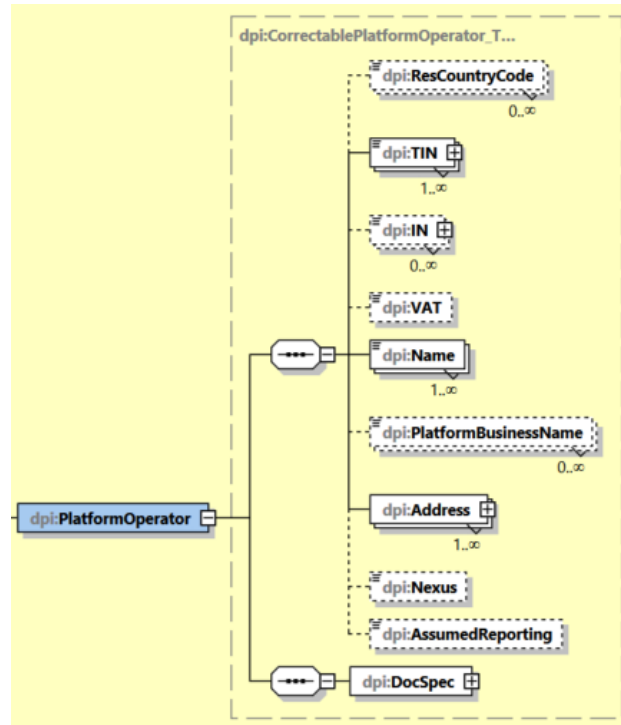 dpi:CorrectablePlatformOperator_T...
dpi:ResCountryCode
0..∞
dpi:TIN
1..∞
dpi:IN
0..∞
dpi:VAT
dpi:Name
1..∞
dpi:PlatformBusinessName
0..∞
dpi:PlatformOperator
dpi:Address
1..∞
dpi:Nexus
dpi:AssumedReporting
dpi:DocSpec